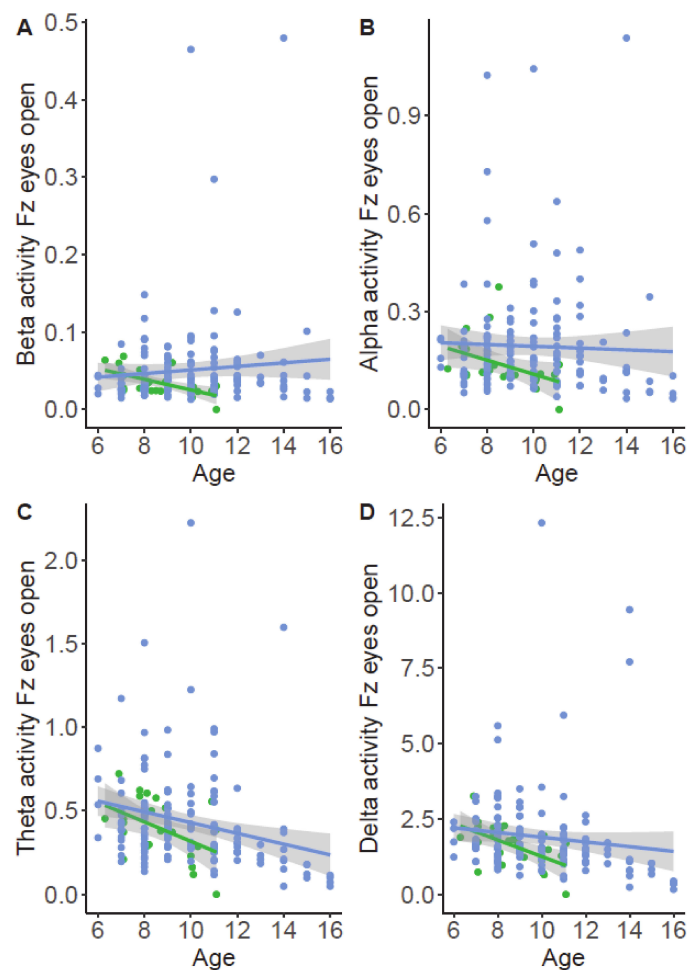 A
Beta activity Fz eyes open
0.5
0.4
0.3
0.2
0.1
0.0
6 8 10 12 14 16
Age
B
Alpha activity Fz eyes open
0.9
0.6
0.3
0.0
6 8 10 12 14 16
Age
C
Theta activity Fz eyes open
2.0
1.5
1.0
0.5
0.0
6 8 10 12 14 16
Age
D
Delta activity Fz eyes open
12.5
10.0
7.5
5.0
2.5
0.0
6 8 10 12 14 16
Age